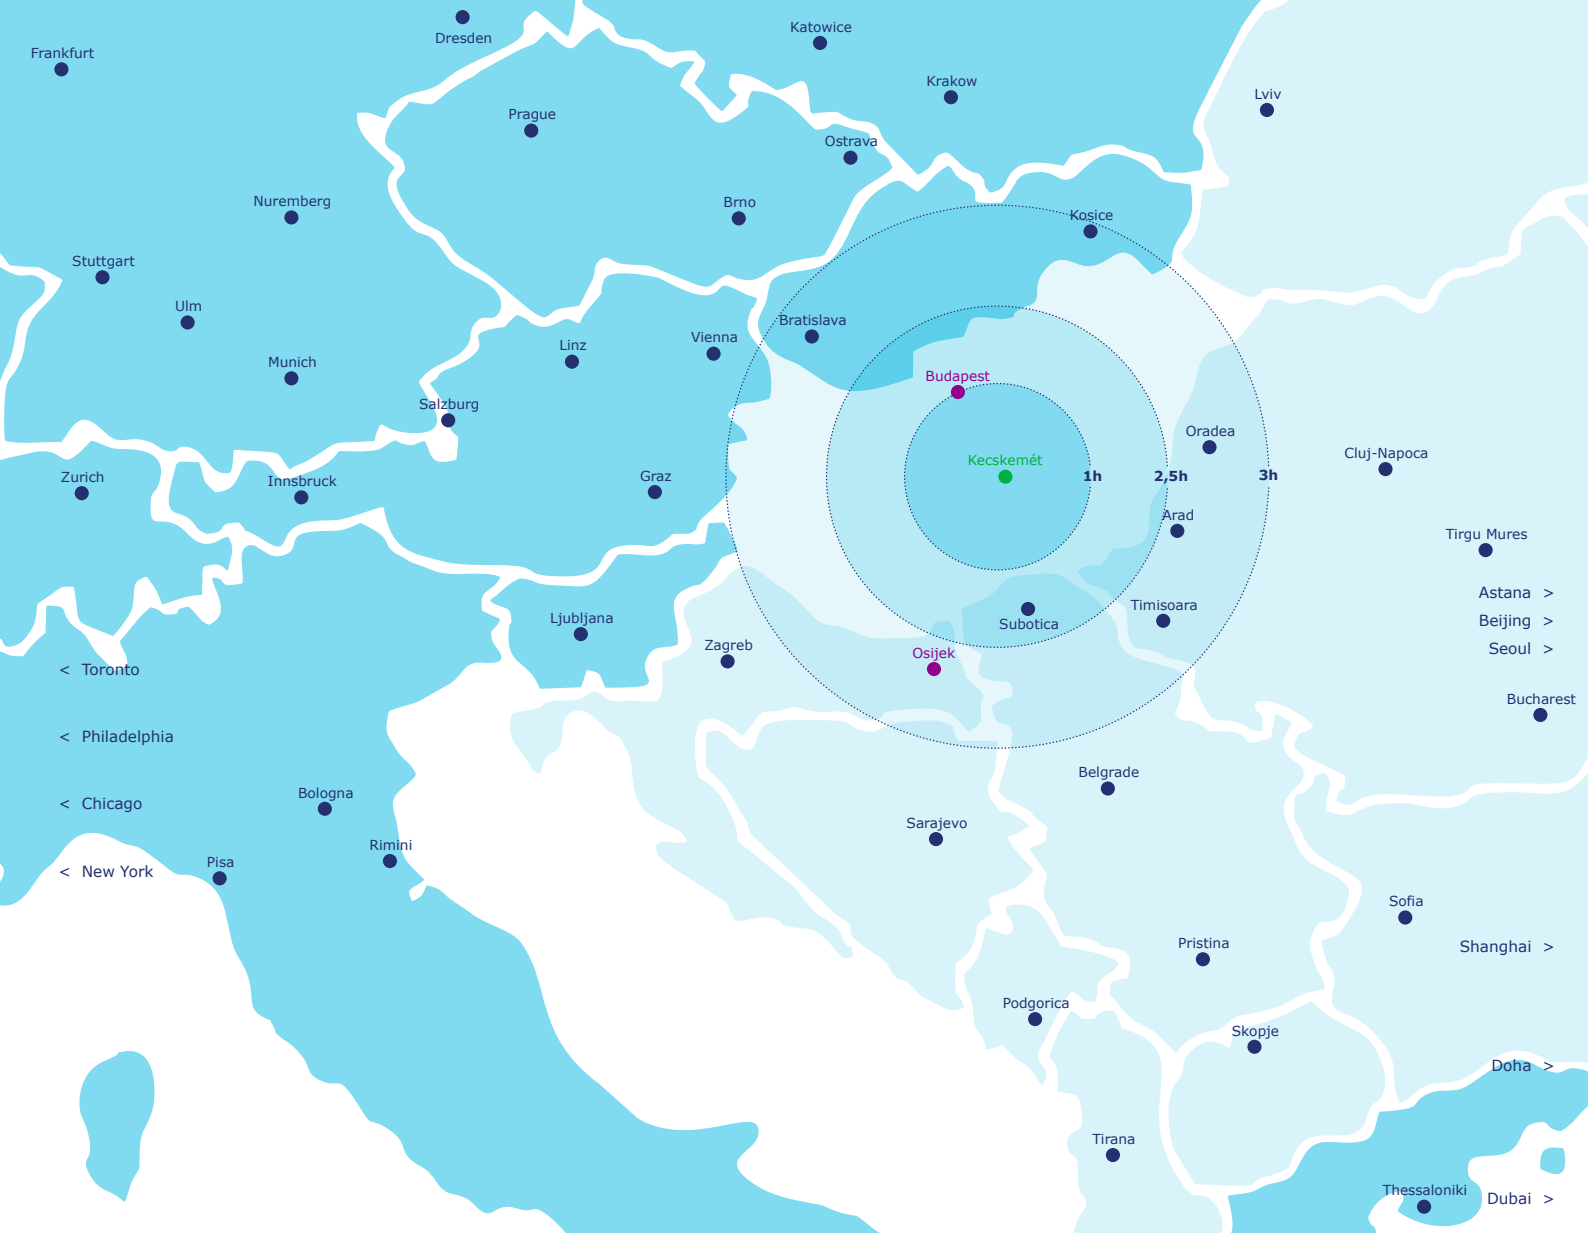 Dresden
Katowice
Frankfurt
Krakow
Lviv
Prague
Ostrava
Nuremberg
Brno
Kosice
Stuttgart
Ulm
Bratislava
Vienna
Linz
Munich
Budapest
Salzburg
Oradea
Cluj-Napoca
Kecskemét
Zurich
Innsbruck
Graz
1h
2,5h
3h
Arad
Tirgu Mures
Astana >
Timisoara
Ljubljana
Subotica
Beijing >
Zagreb
Osijek
Seoul >
< Toronto
Bucharest
< Philadelphia
Belgrade
Bologna
< Chicago
Sarajevo
Rimini
Pisa
< New York
Sofia
Pristina
Shanghai >
Podgorica
Skopje
Doha >
Tirana
Thessaloniki
Dubai >